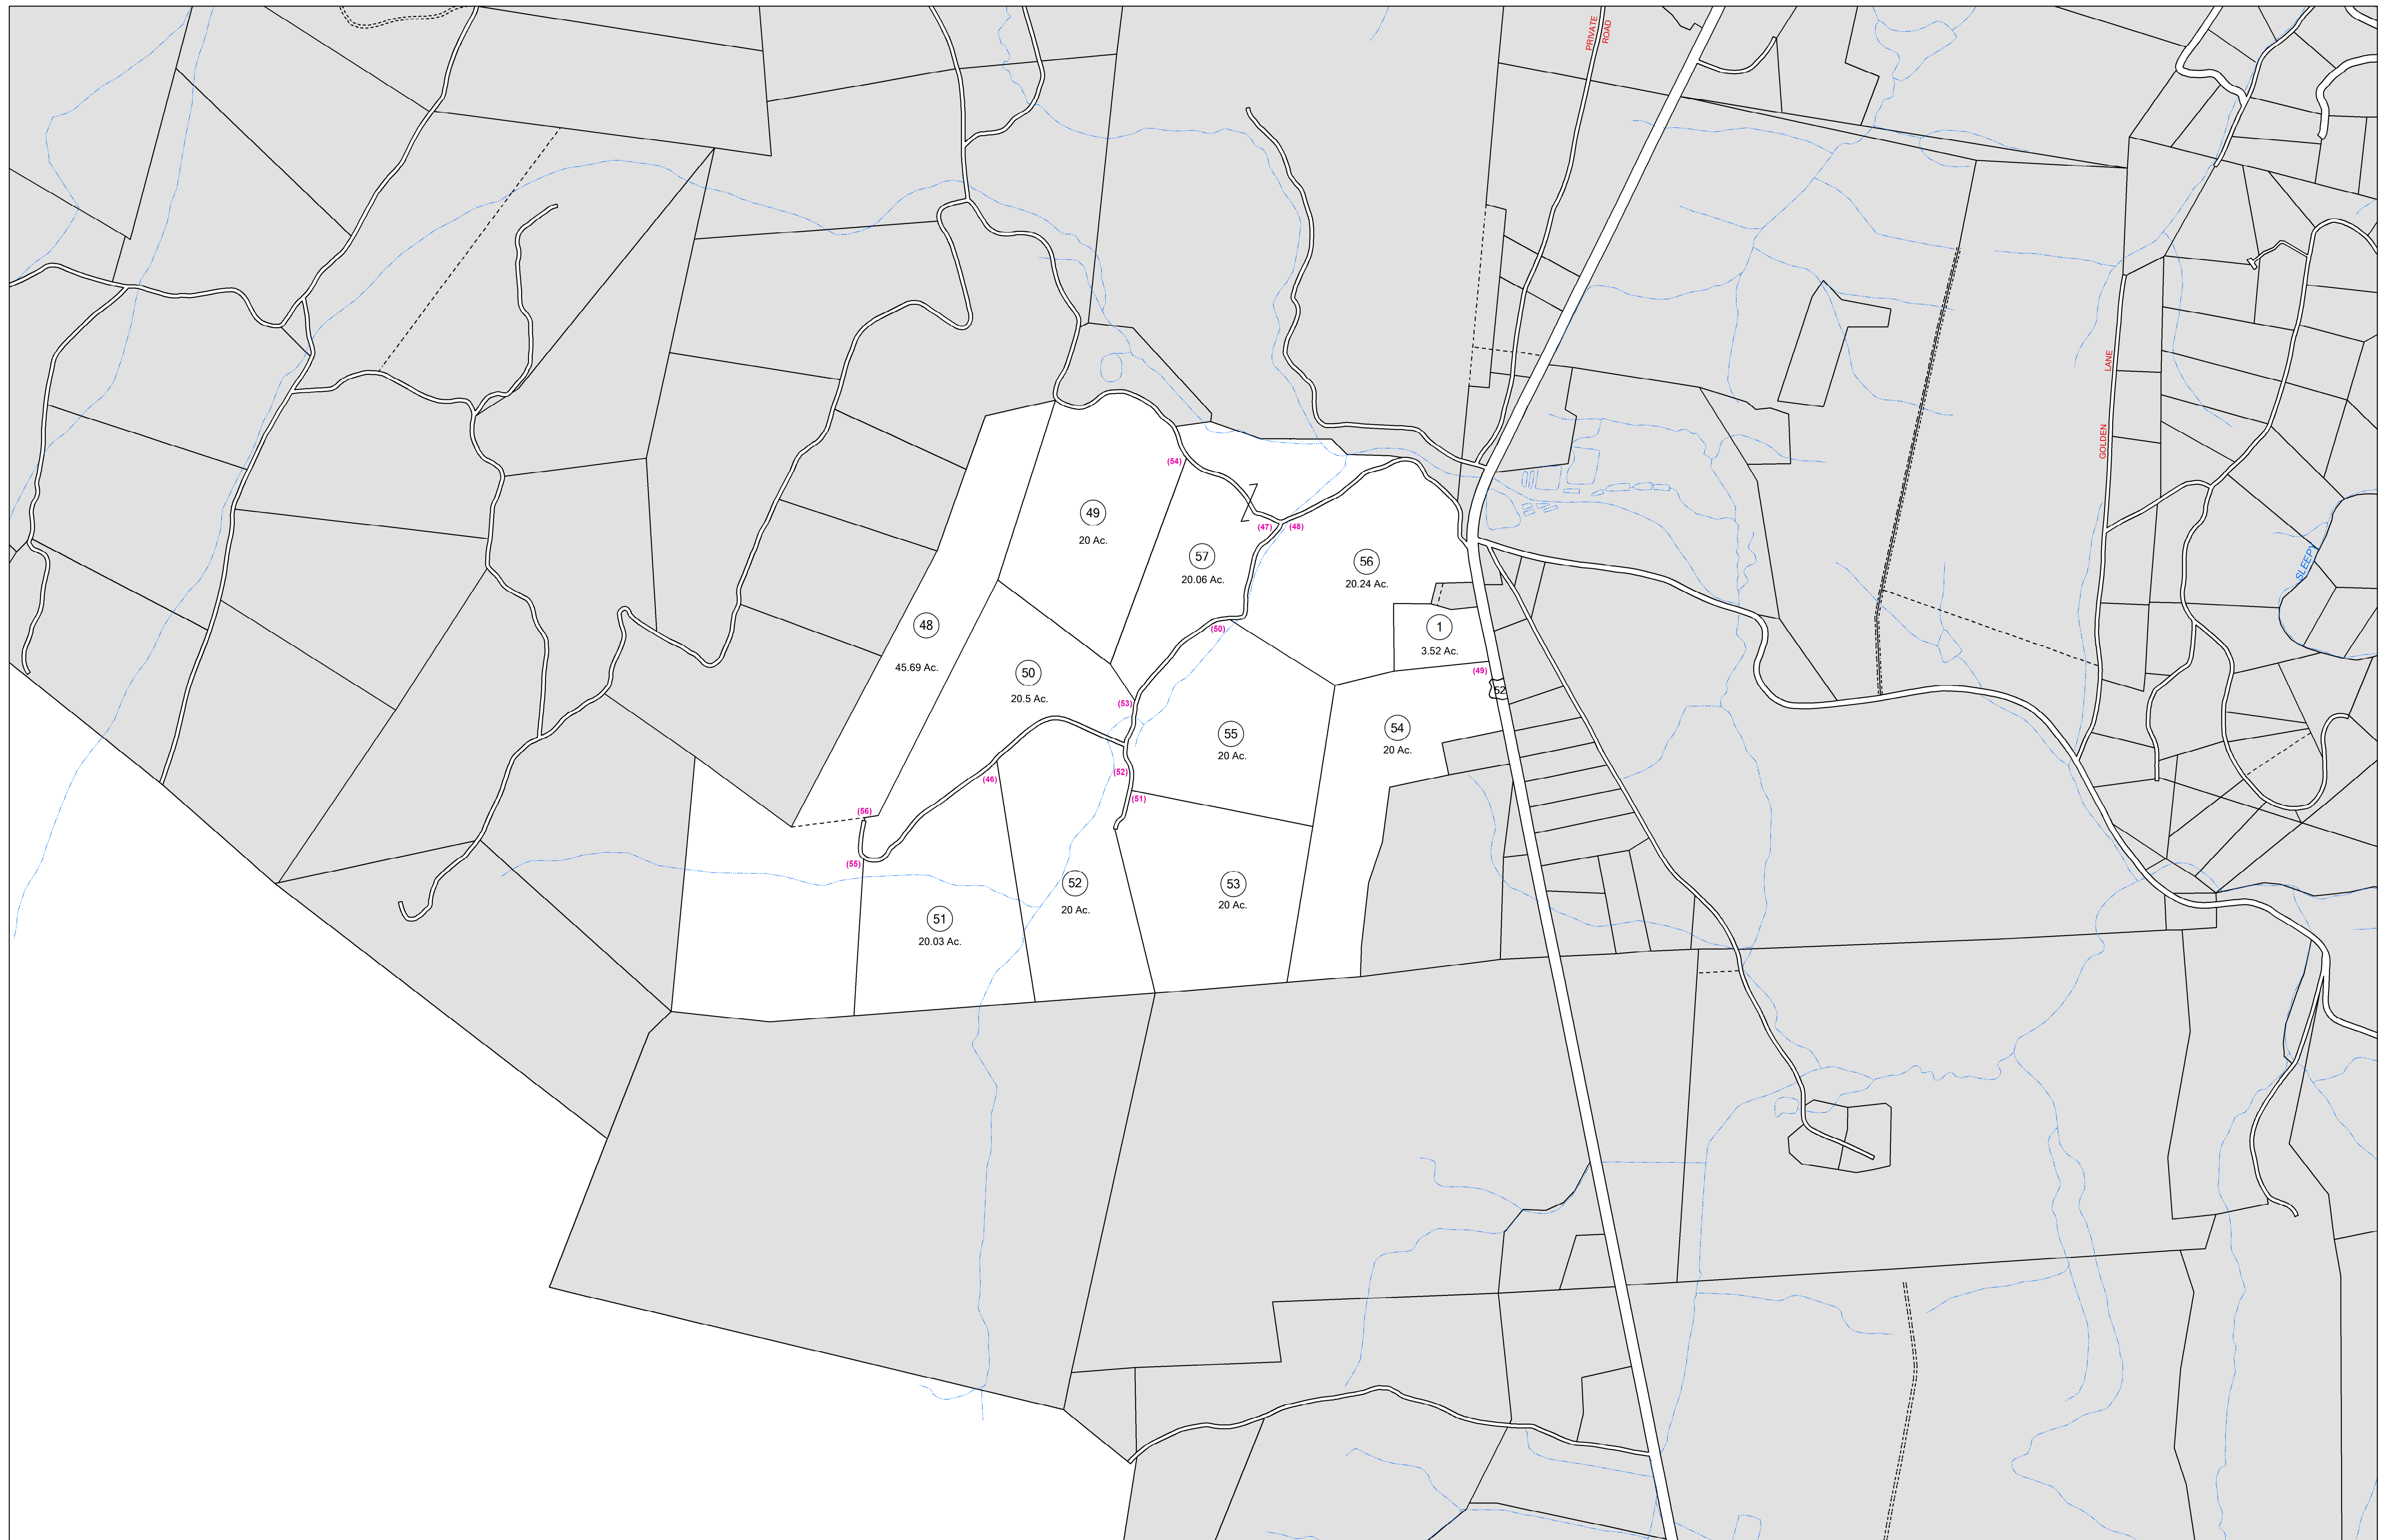 PRIVATE
ROAD
LANE
GOLDEN
SLEEPY
(54)
49
20 Ac.
(47)
(48)
57
20.06 Ac.
56
20.24 Ac.
48
45.69 Ac.
(50)
1
3.52 Ac.
(49)
52
50
20.5 Ac.
(53)
55
20 Ac.
54
20 Ac.
(46)
(52)
(51)
(56)
(55)
51
20.03 Ac.
52
20 Ac.
53
20 Ac.